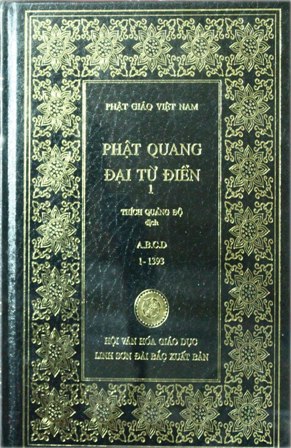 PHẬT GIÁO VIỆT NAM
PHẬT QUANG
ĐẠI TỪ ĐIỂN
1
THÍCH QUẢNG ĐỘ
dịch
A.B.C.D
1-1393
HỘI VĂN HÓA GIÁO DỤC
LINH SƠN ĐÀI BẮC XUẤT BẢN